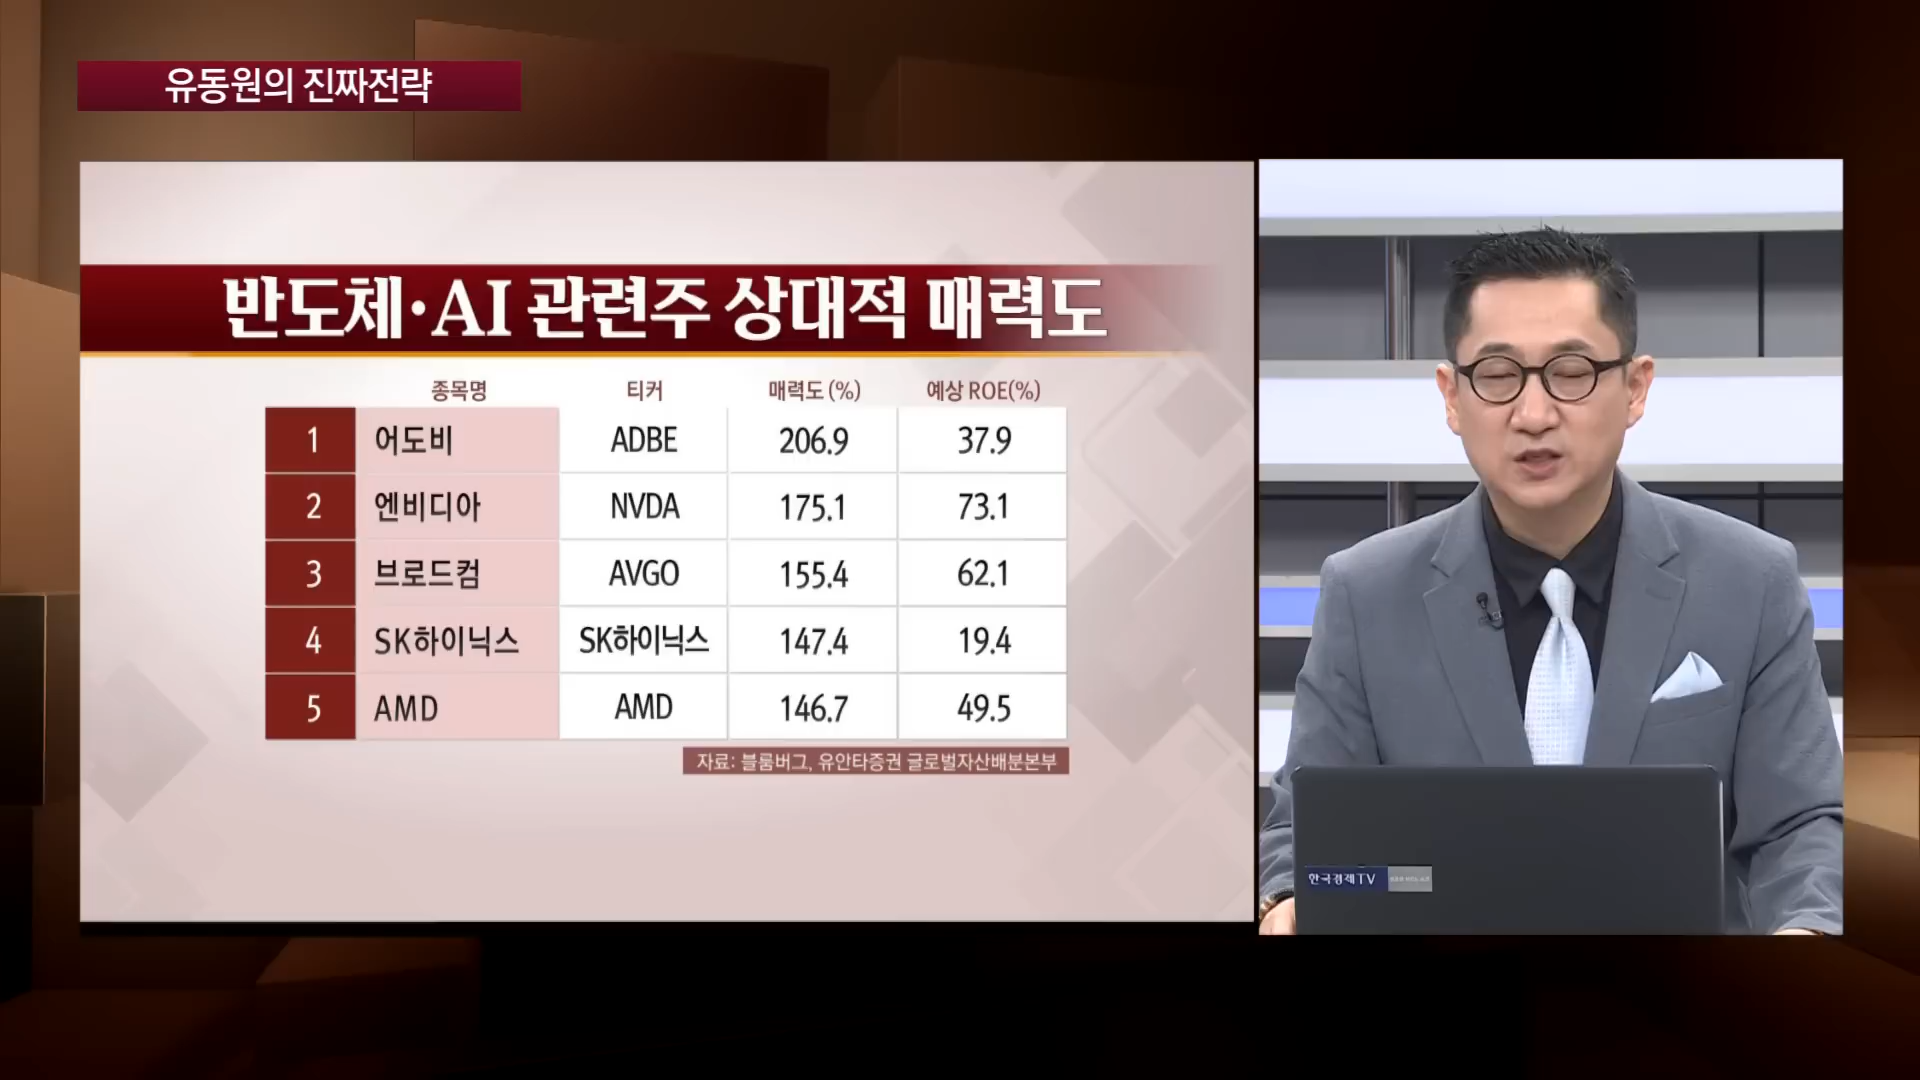 유동원의 진짜전략
반도체·AI 관련주 상대적 매력도
종목명 티커 매력도 (%) 예상 ROE(%)
1 어도비 ADBE 206.9 37.9
2 엔비디아 NVDA 175.1 73.1
3 브로드컴 AVGO 155.4 62.1
4 SK하이닉스 SK하이닉스 147.4 19.4
5 AMD AMD 146.7 49.5
자료: 블룸버그, 유안타증권 글로벌자산배분본부
한국경제TV